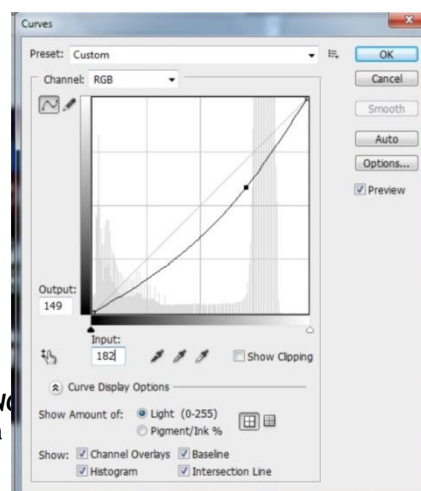 Curves
Preset: Custom
OK
Channel: RGB
Cancel
Smooth
Auto
Options...
Preview
Output:
149
Input:
182
Show Clipping
Curve Display Options
Show Amount of: Light (0-255)
Pigment/Ink %
Show: Channel Overlays Baseline
Histogram Intersection Line